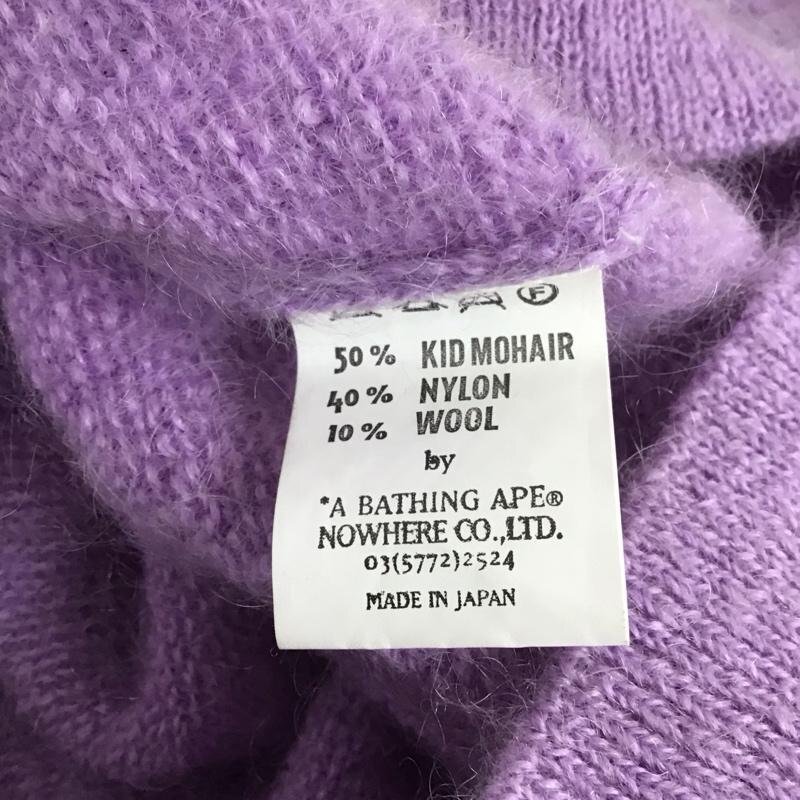 F
50% KID MOHAIR
40% NYLON
10% WOOL
by
*A BATHING APE®
NOWHERE CO.,LTD.
03(5772)2524
MADE IN JAPAN